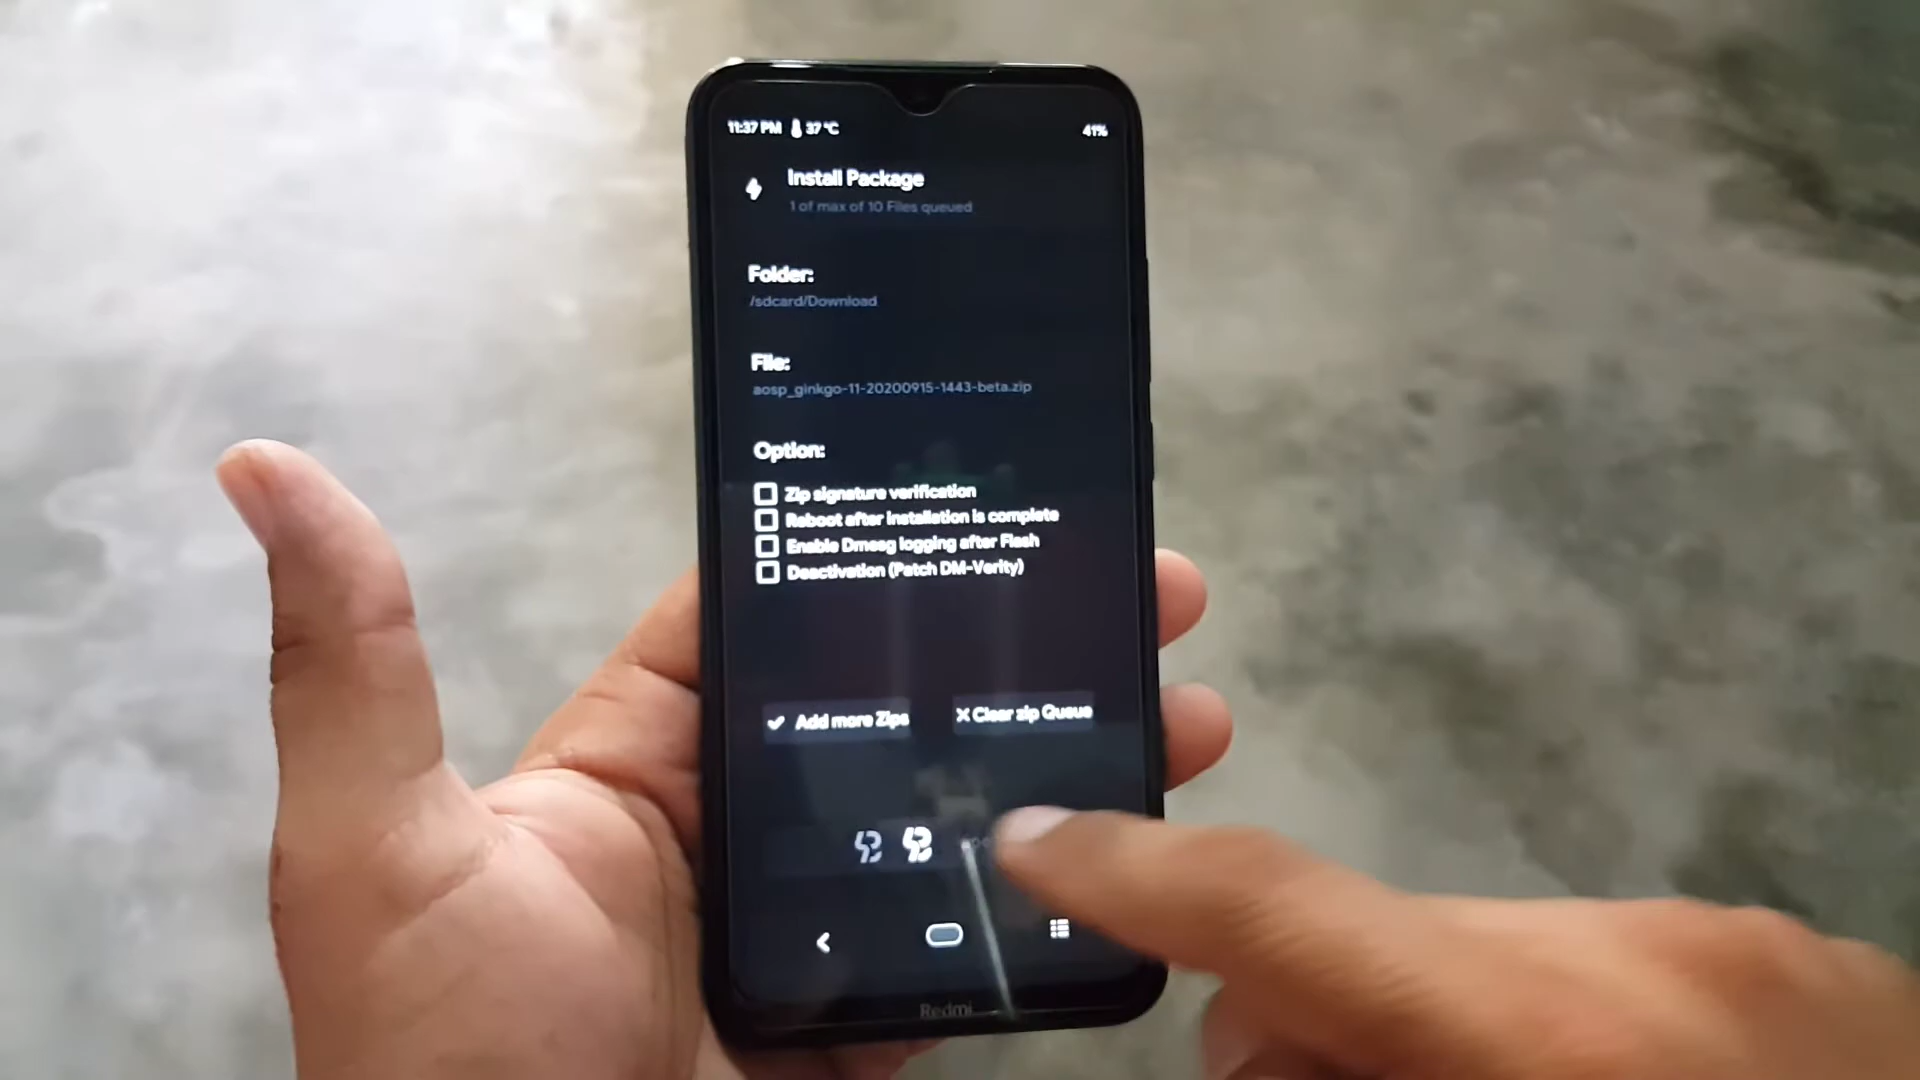 11:37 PM 37 °C 41%
Install Package
1 of max of 10 Files queued
Folder:
/sdcard/Download
File:
aosp_ginkgo-11-20200915-1443-beta.zip
Option:
Zip signature verification
Reboot after installation is complete
Enable Dmesg logging after Flash
Deactivation (Patch DM-Verity)
Add more Zips
Clear zip Queue
Redmi